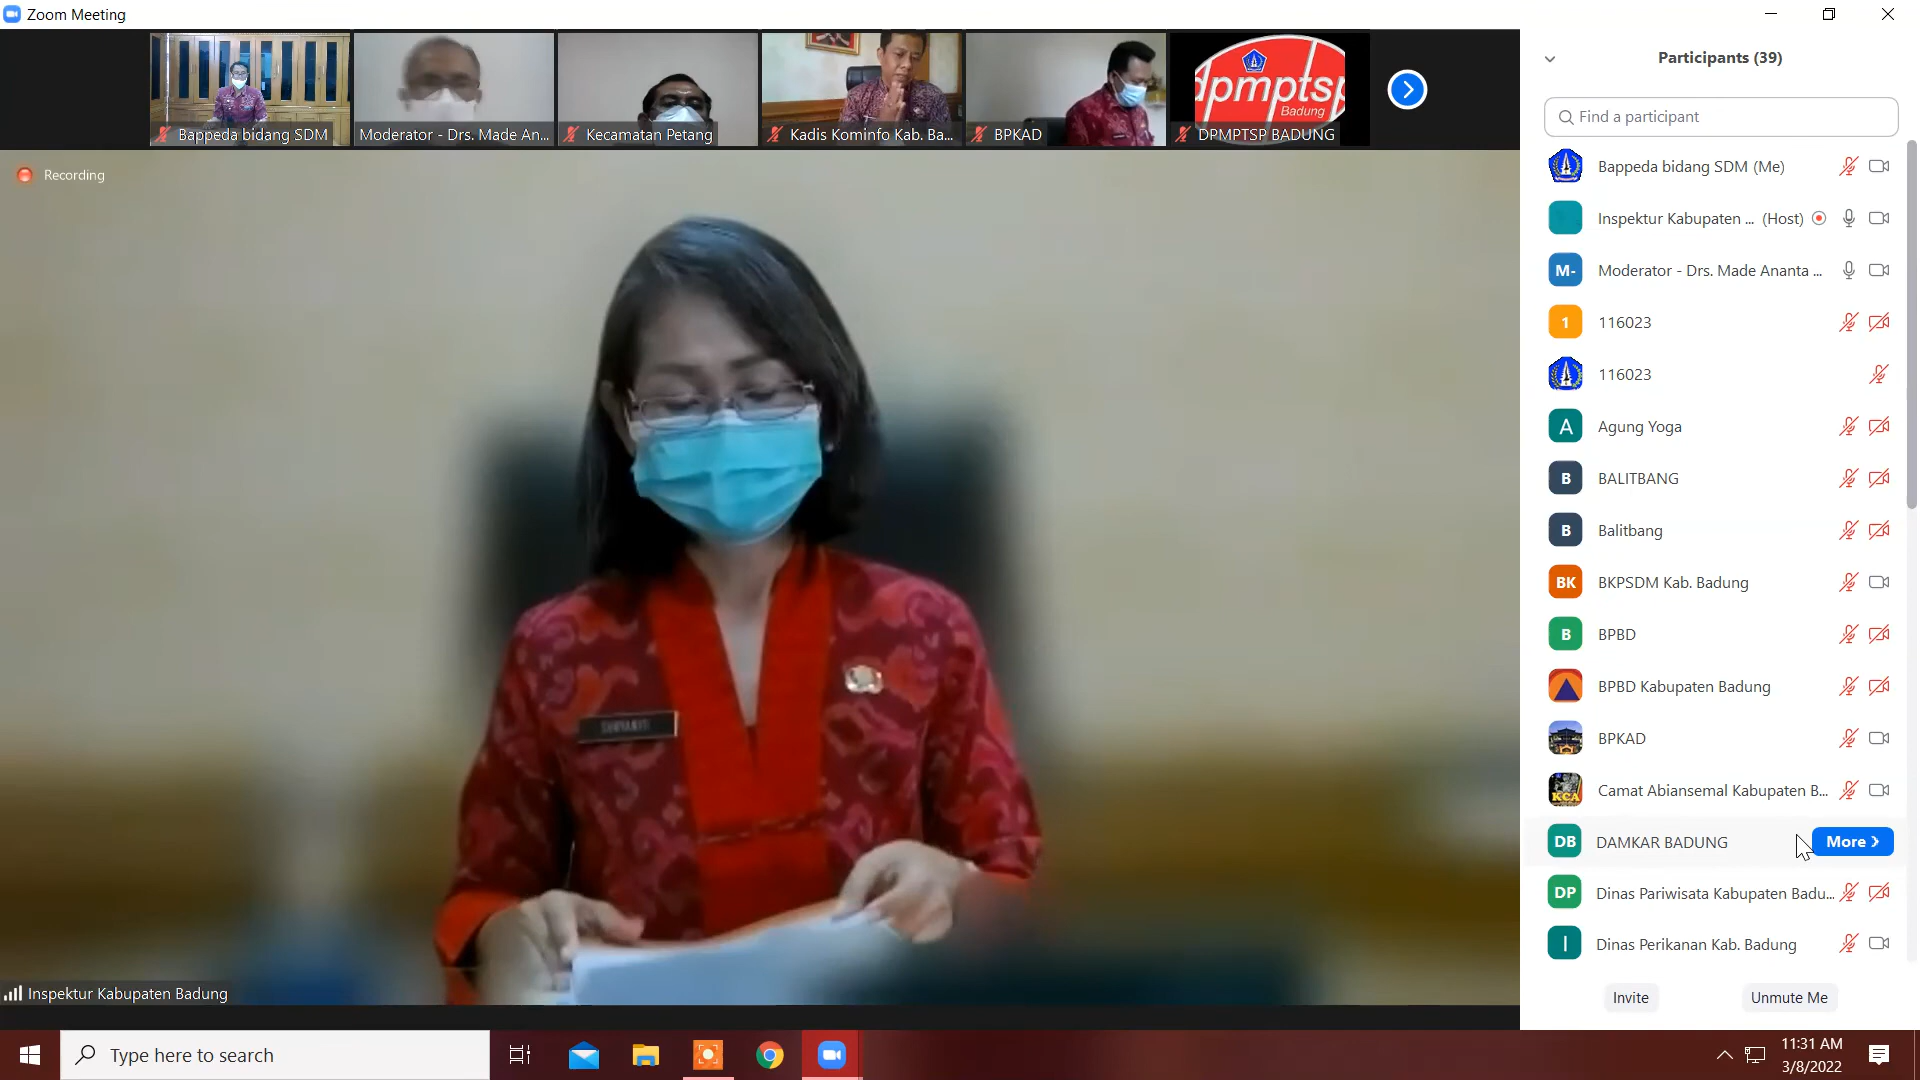 Zoom Meeting
Bappeda bidang SDM
Moderator - Drs. Made An...
Kecamatan Petang
Kadis Kominfo Kab. Ba...
BPKAD
dpmptsp
Badung
DPMPTSP BADUNG
Recording
Inspektur Kabupaten Badung
Participants (39)
Find a participant
Bappeda bidang SDM (Me)
Inspektur Kabupaten ... (Host)
M- Moderator - Drs. Made Ananta ...
1 116023
116023
A Agung Yoga
B BALITBANG
B Balitbang
BK BKPSDM Kab. Badung
B BPBD
BPBD Kabupaten Badung
BPKAD
KCA Camat Abiansemal Kabupaten B...
DB DAMKAR BADUNG More
DP Dinas Pariwisata Kabupaten Badu...
I Dinas Perikanan Kab. Badung
Invite Unmute Me
Type here to search
11:31 AM
3/8/2022